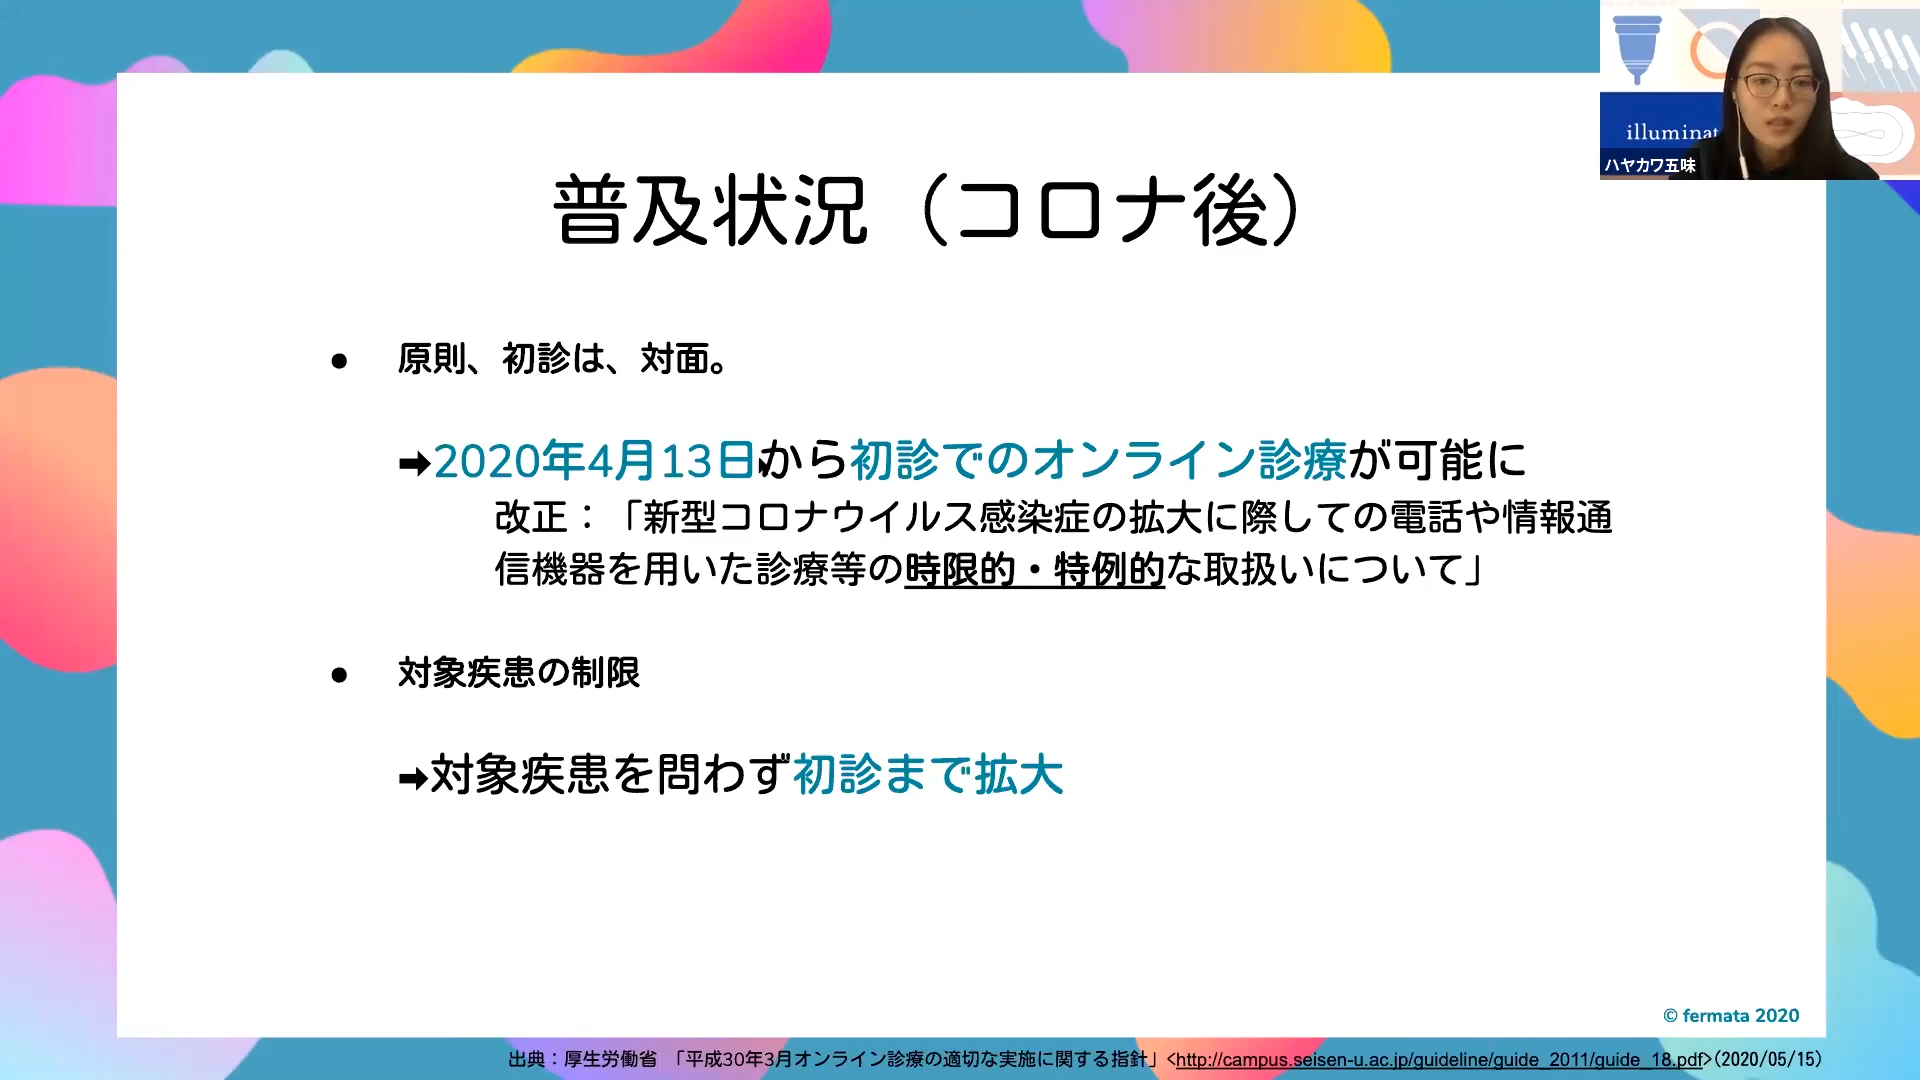 普及状況（コロナ後）
illuminat
ハヤカワ五味
● 原則、初診は、対面。
➡2020年4月13日から初診でのオンライン診療が可能に
改正：「新型コロナウイルス感染症の拡大に際しての電話や情報通
信機器を用いた診療等の時限的・特例的な取扱いについて」
● 対象疾患の制限
➡対象疾患を問わず初診まで拡大
© fermata 2020
出典：厚生労働省 「平成30年3月オンライン診療の適切な実施に関する指針」<http://campus.seisen-u.ac.jp/guideline/guide_2011/guide_18.pdf>(2020/05/15)